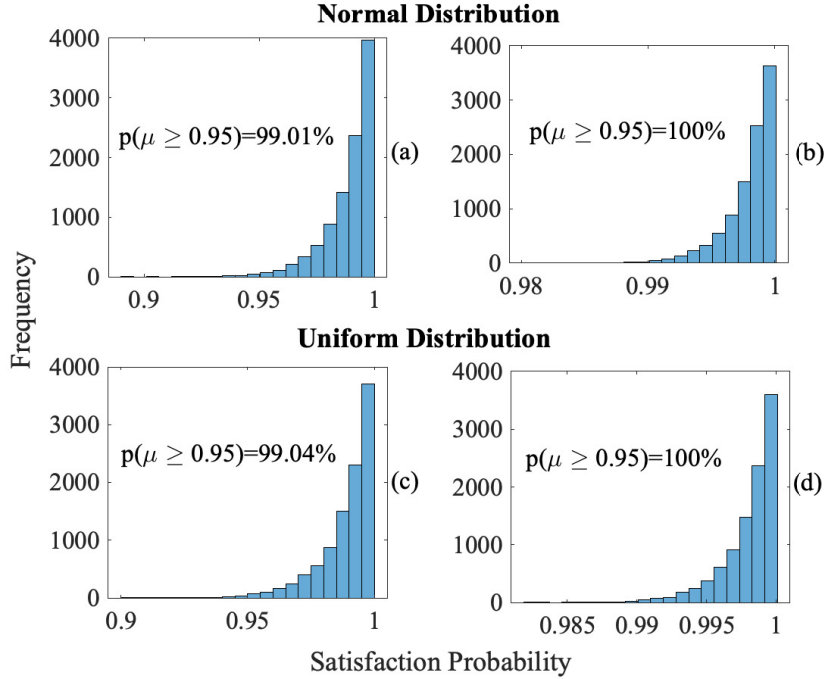 Normal Distribution
4000
3000
2000
1000
0
p(μ ≥ 0.95)=99.01%
(a)
0.9 0.95 1
4000
3000
2000
1000
0
p(μ ≥ 0.95)=100%
(b)
0.98 0.99 1
Frequency
Uniform Distribution
4000
3000
2000
1000
0
p(μ ≥ 0.95)=99.04%
(c)
0.9 0.95 1
4000
3000
2000
1000
0
p(μ ≥ 0.95)=100%
(d)
0.985 0.99 0.995 1
Satisfaction Probability